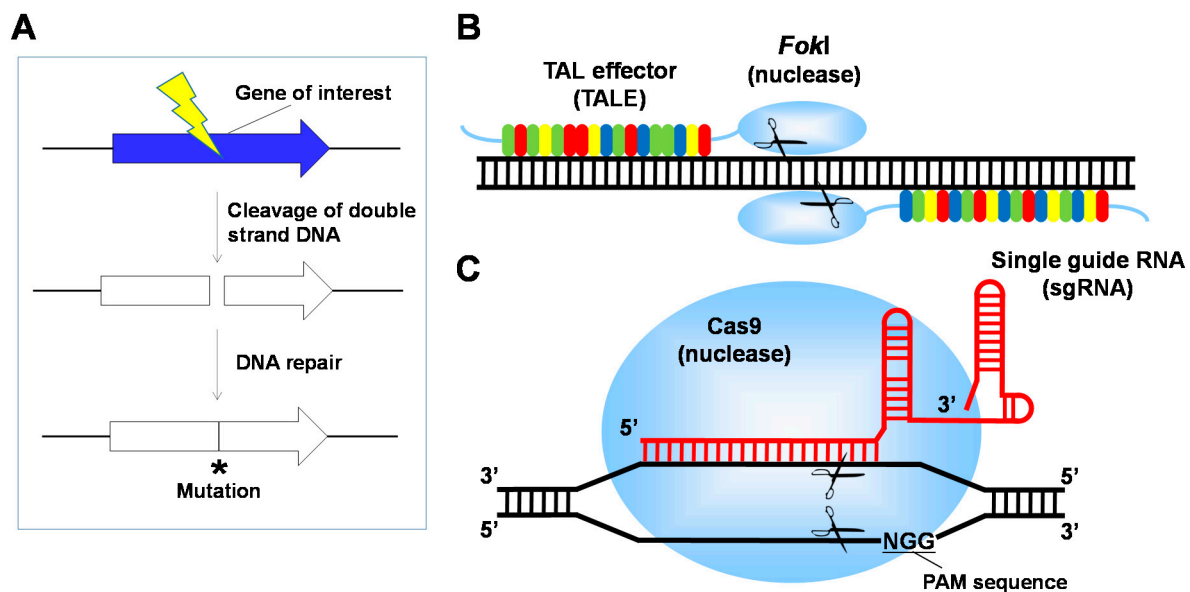 A
Gene of interest
Cleavage of double
strand DNA
DNA repair
*
Mutation
B
TAL effector
(TALE)
FokI
(nuclease)
C
Single guide RNA
(sgRNA)
Cas9
(nuclease)
3’
5’
3’
5’
5’
3’
NGG
PAM sequence